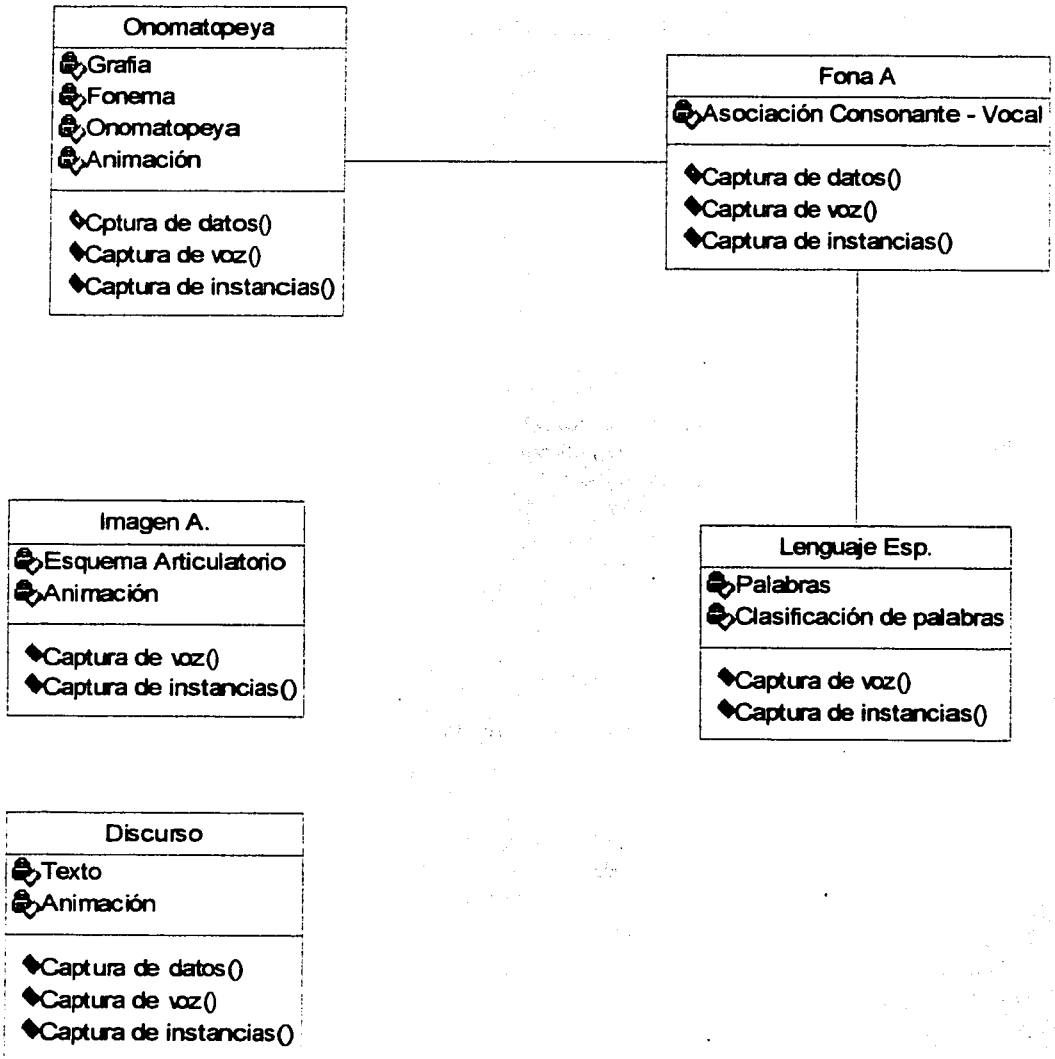 Onomatopeya
Grafia
Fonema
Onomatopeya
Animación
Cptura de datos()
Captura de voz()
Captura de instancias()
Fona A
Asociación Consonante - Vocal
Captura de datos()
Captura de voz()
Captura de instancias()
Imagen A.
Esquema Articulatorio
Animación
Captura de voz()
Captura de instancias()
Lenguaje Esp.
Palabras
Clasificación de palabras
Captura de voz()
Captura de instancias()
Discurso
Texto
Animación
Captura de datos()
Captura de voz()
Captura de instancias()